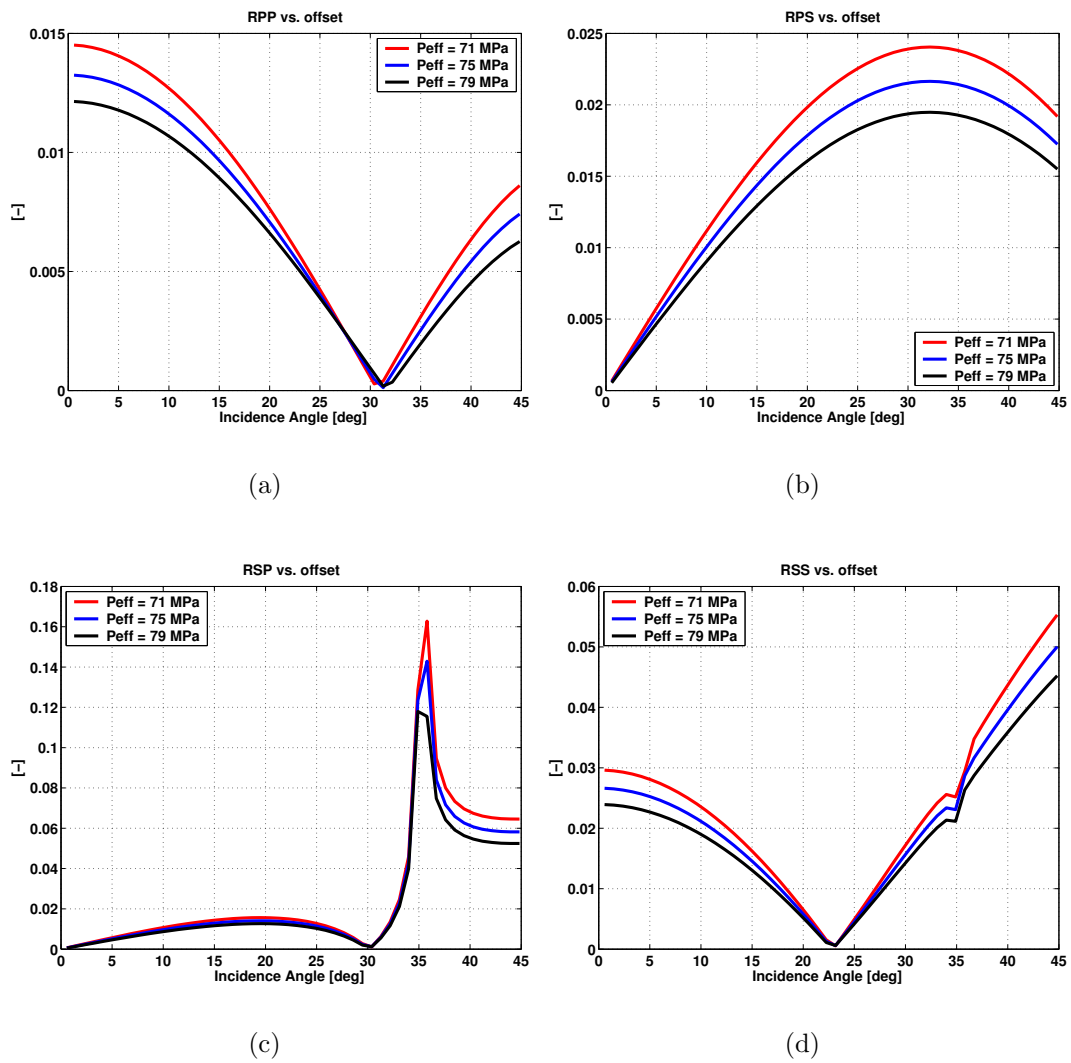 RPP vs. offset
0.015
0.01
0.005
0
[−]
Peff = 71 MPa
Peff = 75 MPa
Peff = 79 MPa
0 5 10 15 20 25 30 35 40 45
Incidence Angle [deg]
(a)
RPS vs. offset
0.025
0.02
0.015
0.01
0.005
0
[−]
Peff = 71 MPa
Peff = 75 MPa
Peff = 79 MPa
0 5 10 15 20 25 30 35 40 45
Incidence Angle [deg]
(b)
RSP vs. offset
0.18
0.16
0.14
0.12
0.1
0.08
0.06
0.04
0.02
0
[−]
Peff = 71 MPa
Peff = 75 MPa
Peff = 79 MPa
0 5 10 15 20 25 30 35 40 45
Incidence Angle [deg]
(c)
RSS vs. offset
0.06
0.05
0.04
0.03
0.02
0.01
0
[−]
Peff = 71 MPa
Peff = 75 MPa
Peff = 79 MPa
0 5 10 15 20 25 30 35 40 45
Incidence Angle [deg]
(d)